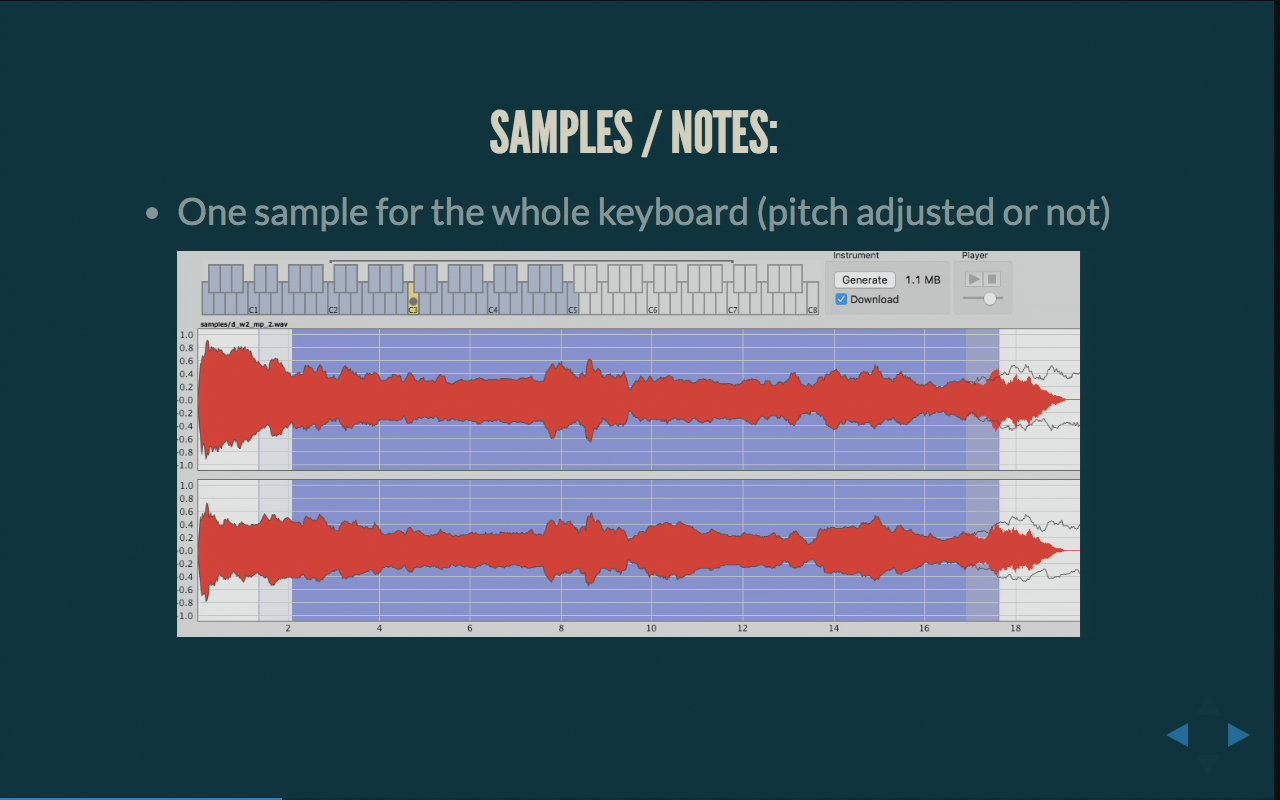 SAMPLES / NOTES:
• One sample for the whole keyboard (pitch adjusted or not)
Instrument Player
Generate 1.1 MB
Download
C1 C2 C3 C4 C5 C6 C7 C8
samples/d_w2_mp_2.wav
1.0
0.8
0.6
0.4
0.2
-0.0
-0.2
-0.4
-0.6
-0.8
-1.0
1.0
0.8
0.6
0.4
0.2
-0.0
-0.2
-0.4
-0.6
-0.8
-1.0
2 4 6 8 10 12 14 16 18